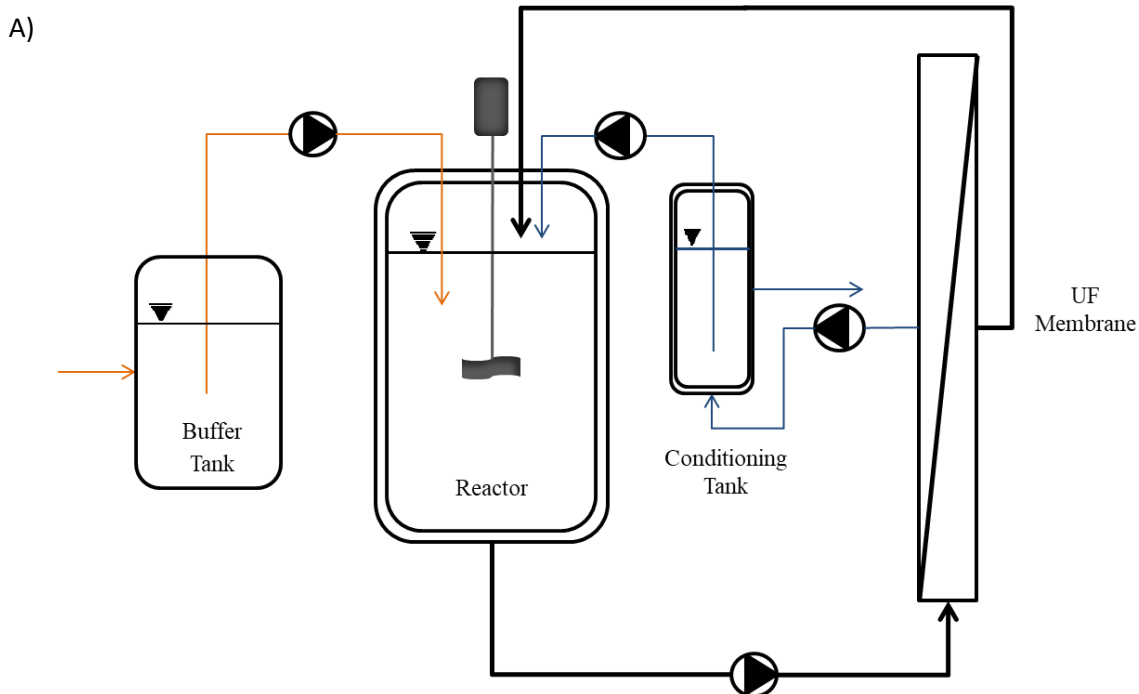 A)
UF
Membrane
Buffer
Tank
Conditioning
Tank
Reactor